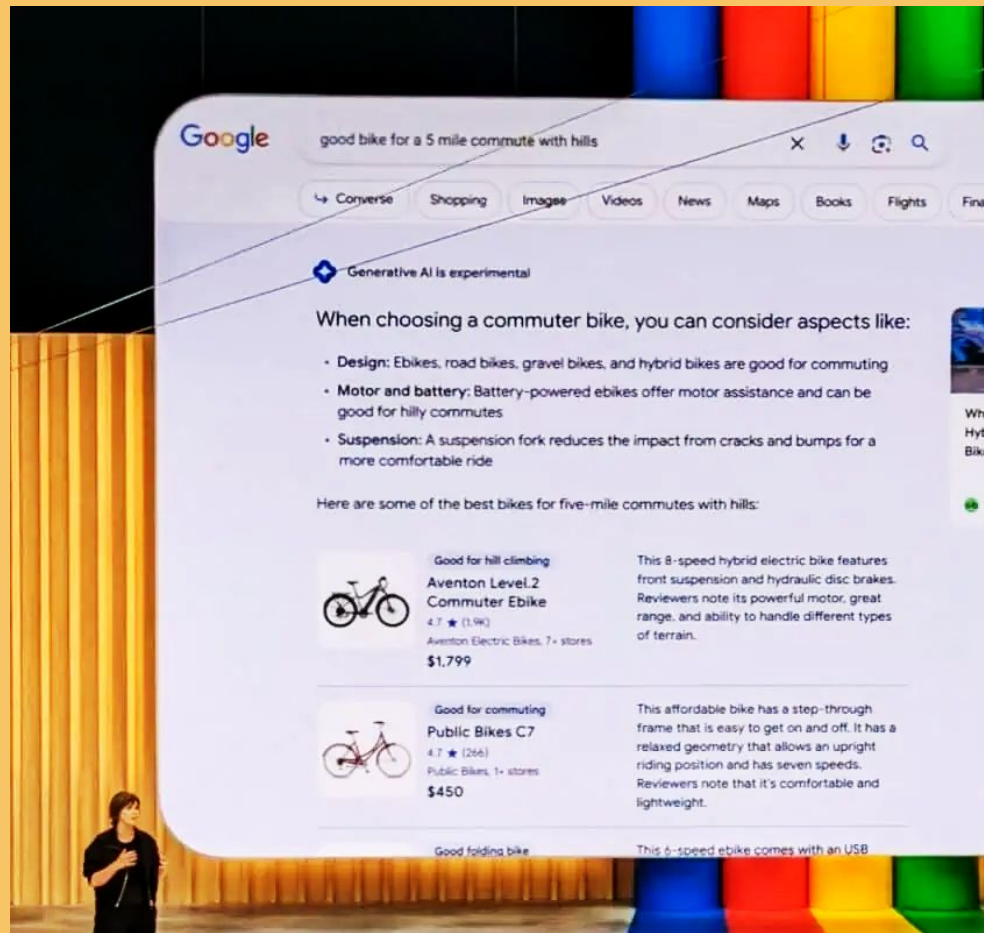 Google
good bike for a 5 mile commute with hills
Converse Shopping Images Videos News Maps Books Flights Fina
Generative AI is experimental
When choosing a commuter bike, you can consider aspects like:
• Design: Ebikes, road bikes, gravel bikes, and hybrid bikes are good for commuting
• Motor and battery: Battery-powered ebikes offer motor assistance and can be
good for hilly commutes
• Suspension: A suspension fork reduces the impact from cracks and bumps for a
more comfortable ride
Wh
Hyb
Bike
Here are some of the best bikes for five-mile commutes with hills:
Good for hill climbing
Aventon Level.2
Commuter Ebike
4.7 ★ (1.9K)
Aventon Electric Bikes, 7+ stores
$1,799
This 8-speed hybrid electric bike features
front suspension and hydraulic disc brakes.
Reviewers note its powerful motor, great
range, and ability to handle different types
of terrain.
Good for commuting
Public Bikes C7
4.7 ★ (266)
Public Bikes, 1+ stores
$450
This affordable bike has a step-through
frame that is easy to get on and off. It has a
relaxed geometry that allows an upright
riding position and has seven speeds.
Reviewers note that it's comfortable and
lightweight.
Good folding bike
This 6-speed ebike comes with an USB